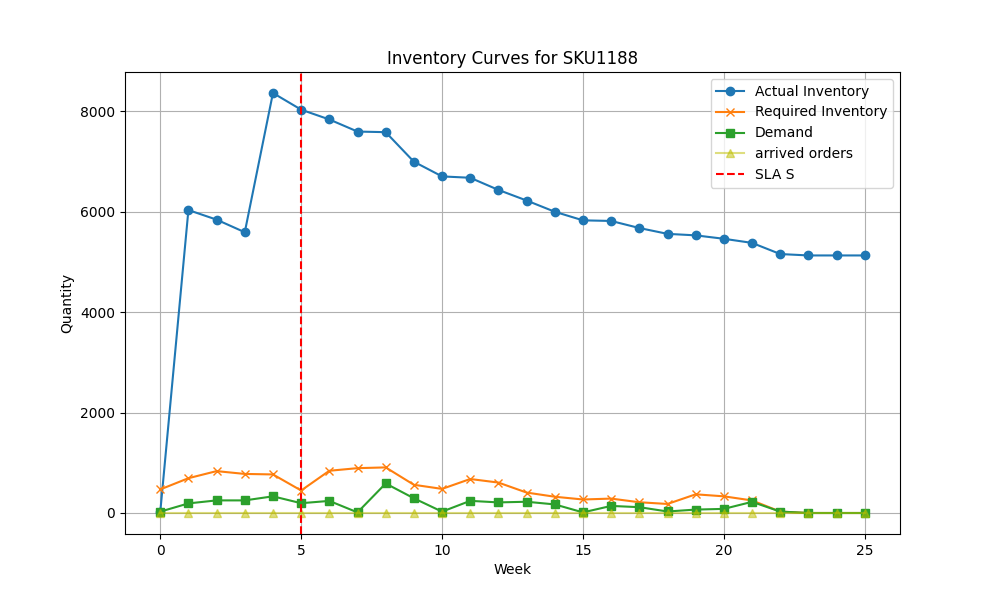 Inventory Curves for SKU1188
Actual Inventory
Required Inventory
Demand
arrived orders
SLA S
Quantity
8000
6000
4000
2000
0
0 5 10 15 20 25
Week